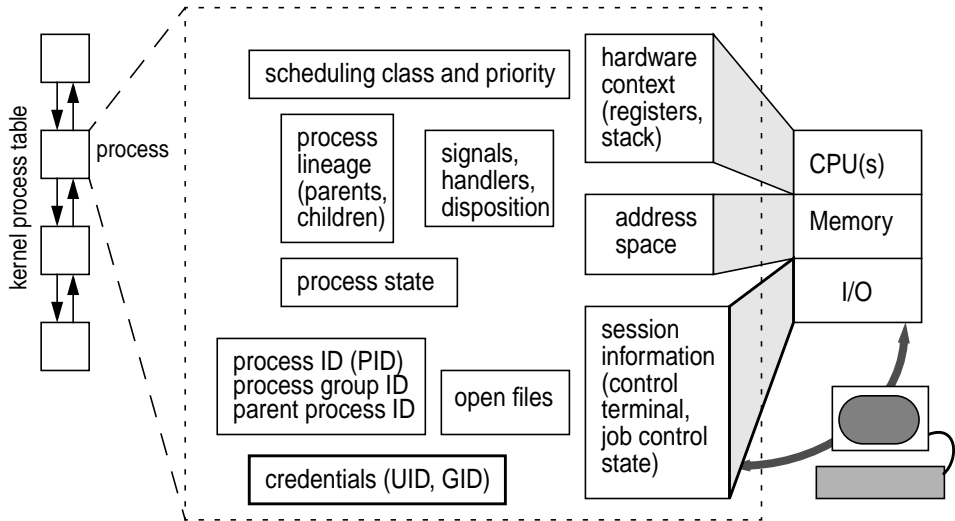 kernel process table
process
scheduling class and priority
process
lineage
(parents,
children)
signals,
handlers,
disposition
process state
process ID (PID)
process group ID
parent process ID
open files
credentials (UID, GID)
hardware
context
(registers,
stack)
address
space
session
information
(control
terminal,
job control
state)
CPU(s)
Memory
I/O